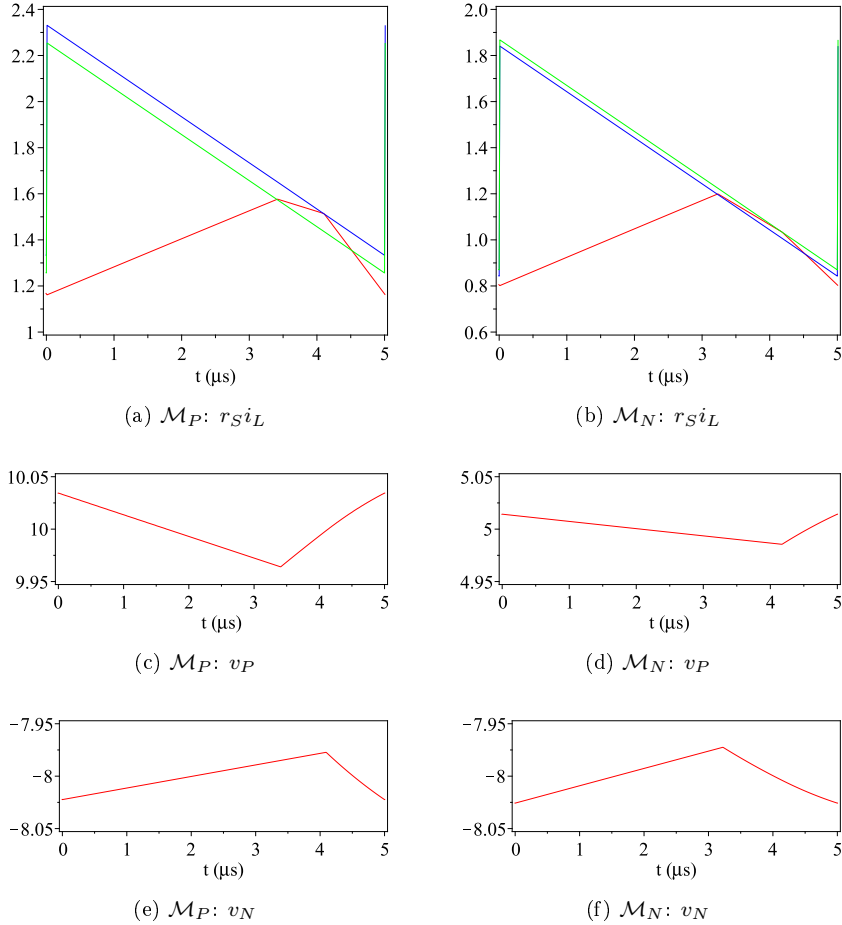 2.4
2.2
2
1.8
1.6
1.4
1.2
1
0 1 2 3 4 5
t (μs)
(a) ℳ_P: r_S i_L
2.0
1.8
1.6
1.4
1.2
1.0
0.8
0.6
0 1 2 3 4 5
t (μs)
(b) ℳ_N: r_S i_L
10.05
10
9.95
0 1 2 3 4 5
t (μs)
(c) ℳ_P: v_P
5.05
5
4.95
0 1 2 3 4 5
t (μs)
(d) ℳ_N: v_P
−7.95
−8
−8.05
0 1 2 3 4 5
t (μs)
(e) ℳ_P: v_N
−7.95
−8
−8.05
0 1 2 3 4 5
t (μs)
(f) ℳ_N: v_N